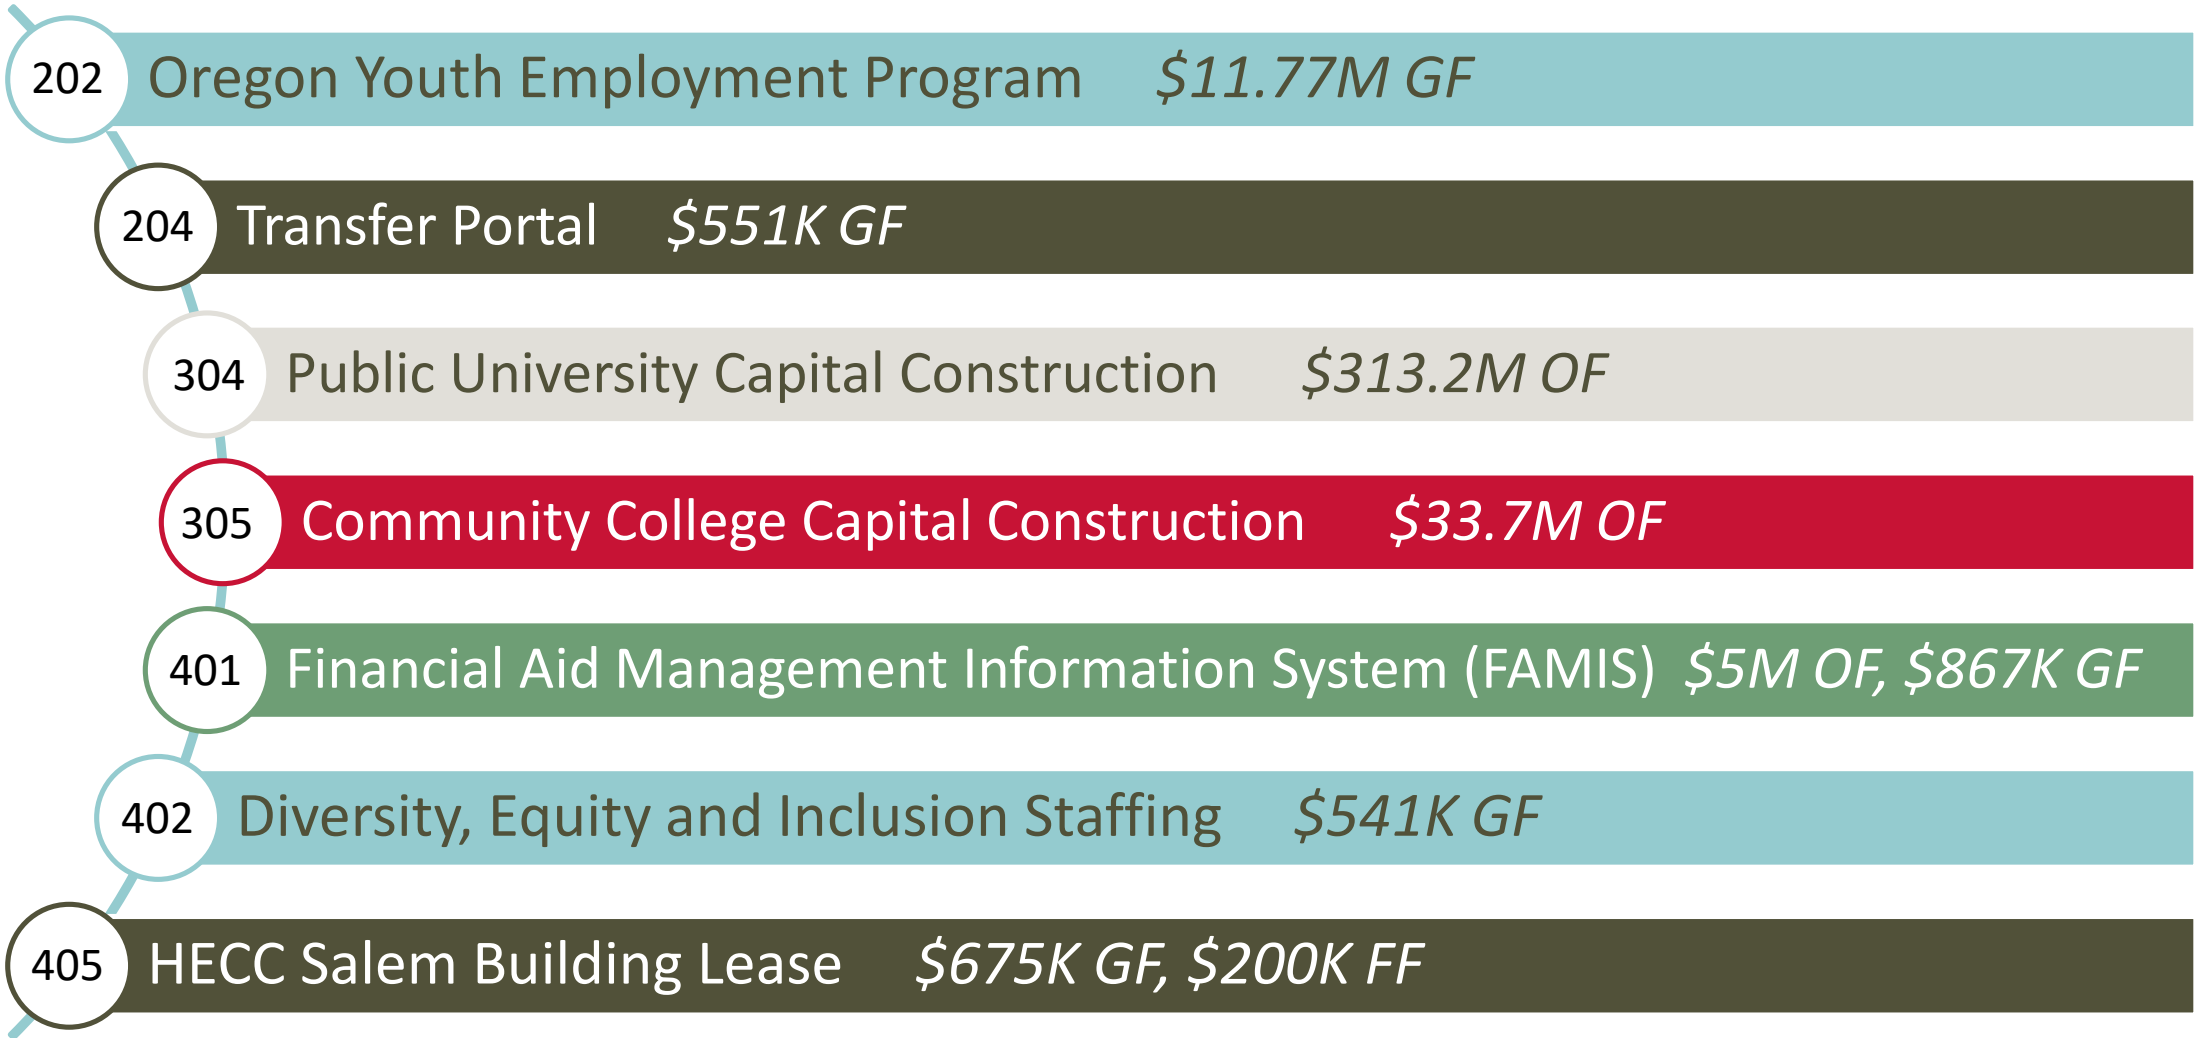 202 Oregon Youth Employment Program $11.77M GF
204 Transfer Portal $551K GF
304 Public University Capital Construction $313.2M OF
305 Community College Capital Construction $33.7M OF
401 Financial Aid Management Information System (FAMIS) $5M OF, $867K GF
402 Diversity, Equity and Inclusion Staffing $541K GF
405 HECC Salem Building Lease $675K GF, $200K FF